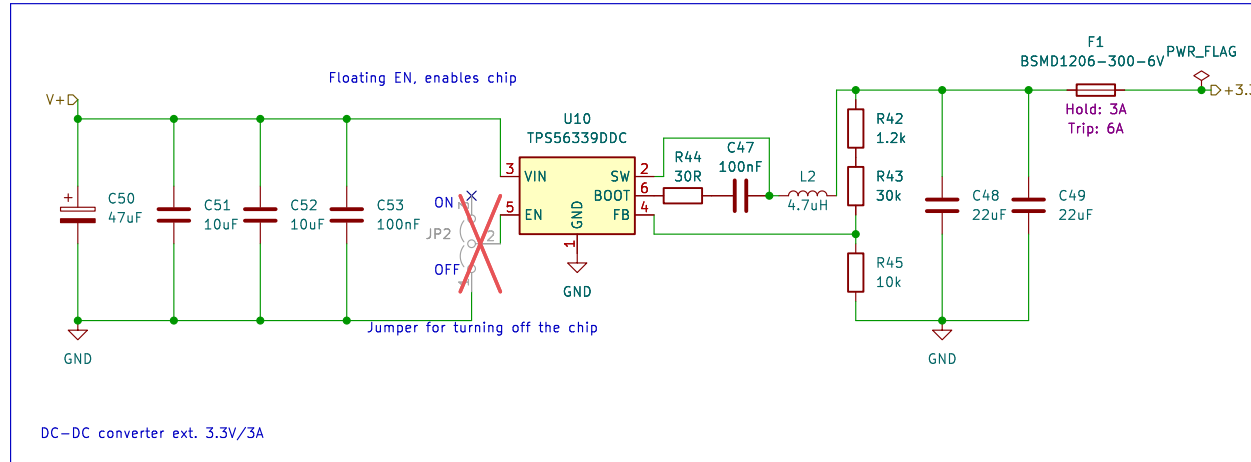 F1
PWR_FLAG
BSMD1206-300-6V
Floating EN, enables chip
V+
+3.3
Hold: 3A
Trip: 6A
U10
TPS56339DDC
R42
1.2k
C47
100nF
R44
30R
3
VIN
SW
2
L2
4.7uH
R43
30k
BOOT
6
C50
47uF
C51
10uF
C52
10uF
C53
100nF
ON
5
EN
FB
4
GND
1
C48
22uF
C49
22uF
JP2
2
OFF
R45
10k
GND
Jumper for turning off the chip
GND
GND
DC-DC converter ext. 3.3V/3A